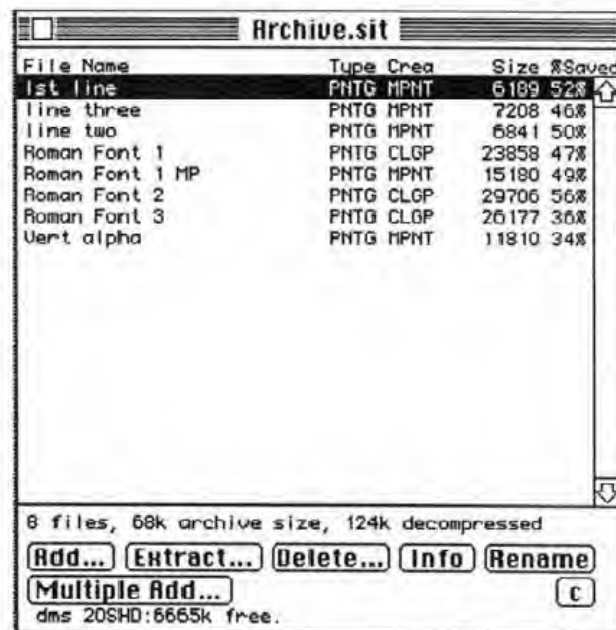 Archive.sit
File Name Type Crea Size %Saved
1st line PNTG MPNT 6189 52%
line three PNTG MPNT 7208 46%
line two PNTG MPNT 6841 50%
Roman Font 1 PNTG CLGP 23858 47%
Roman Font 1 MP PNTG MPNT 15180 49%
Roman Font 2 PNTG CLGP 29706 56%
Roman Font 3 PNTG CLGP 26177 36%
Vert alpha PNTG MPNT 11810 34%
8 files, 68k archive size, 124k decompressed
Add... Extract... Delete... Info Rename
Multiple Add... C
dms 20SHD:6665k free.